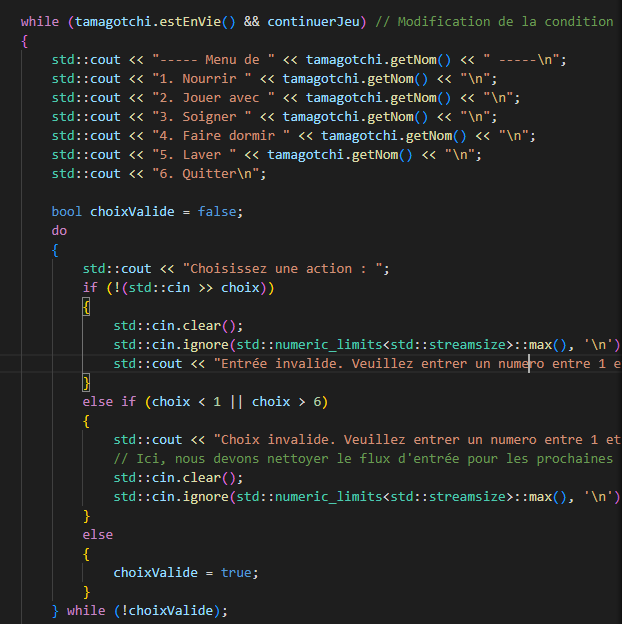 while (tamagotchi.estEnVie() && continuerJeu) // Modification de la condition
{
    std::cout << "----- Menu de " << tamagotchi.getNom() << " -----\n";
    std::cout << "1. Nourrir " << tamagotchi.getNom() << "\n";
    std::cout << "2. Jouer avec " << tamagotchi.getNom() << "\n";
    std::cout << "3. Soigner " << tamagotchi.getNom() << "\n";
    std::cout << "4. Faire dormir " << tamagotchi.getNom() << "\n";
    std::cout << "5. Laver " << tamagotchi.getNom() << "\n";
    std::cout << "6. Quitter\n";
    bool choixValide = false;
    do
    {
        std::cout << "Choisissez une action : ";
        if (!(std::cin >> choix))
        {
            std::cin.clear();
            std::cin.ignore(std::numeric_limits<std::streamsize>::max(), '\n')
            std::cout << "Entrée invalide. Veuillez entrer un numero entre 1 e
        }
        else if (choix < 1 || choix > 6)
        {
            std::cout << "Choix invalide. Veuillez entrer un numero entre 1 et
            // Ici, nous devons nettoyer le flux d'entrée pour les prochaines
            std::cin.clear();
            std::cin.ignore(std::numeric_limits<std::streamsize>::max(), '\n')
        }
        else
        {
            choixValide = true;
        }
    } while (!choixValide);